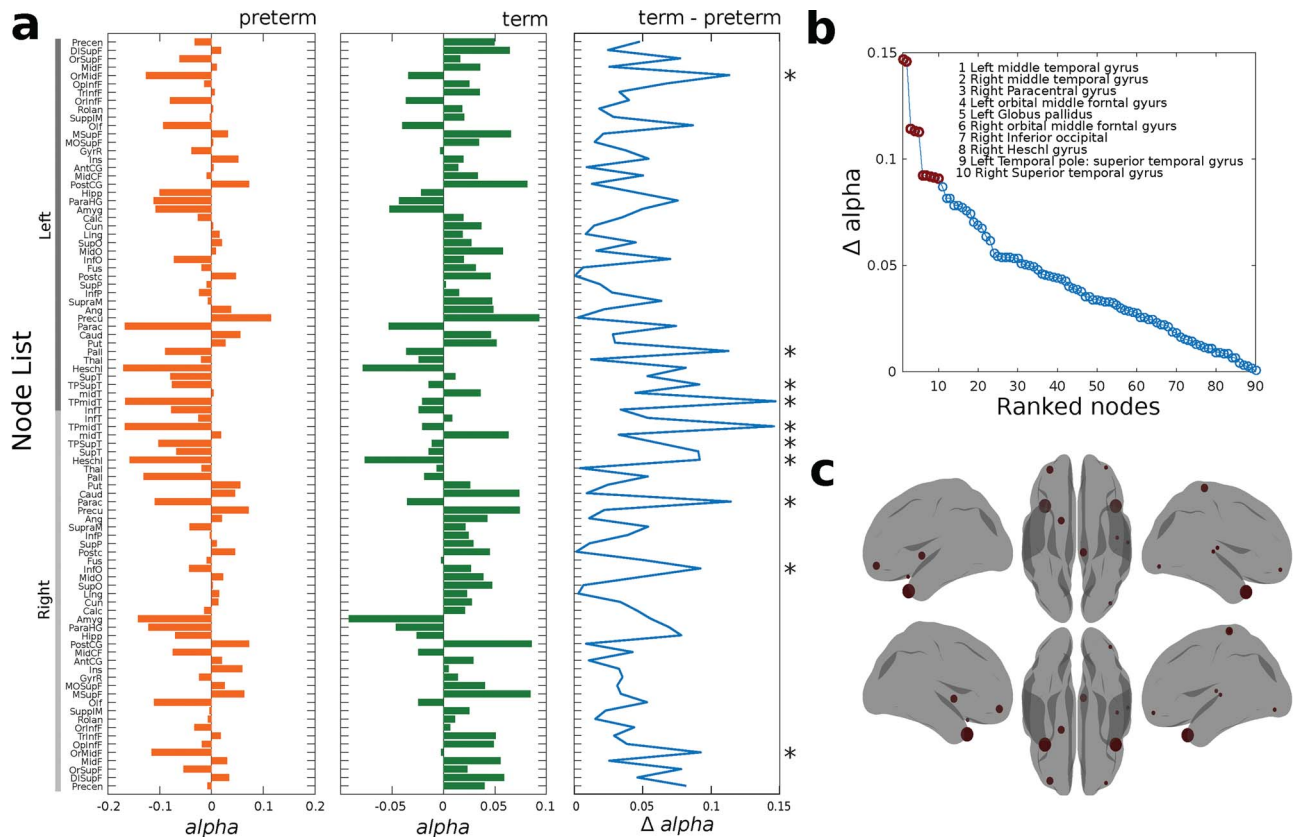 a
preterm
term
term - preterm
Node List
Left
Right
Precen
DlSupF
OrSupF
MidF
OrMidF
OpInfF
TrInfF
OrInfF
Rolan
SupplM
Olf
MSupF
MOSupF
GyrR
Ins
AntCG
MidCF
PostCG
Hipp
ParaHG
Amyg
Calc
Cun
Ling
SupO
MidO
InfO
Fus
Postc
SupP
InfP
SupraM
Ang
Precu
Parac
Caud
Put
Pall
Thal
Heschl
SupT
TPSupT
midT
TPmidT
InfT
InfT
TPmidT
midT
TPSupT
SupT
Heschl
Thal
Pall
Put
Caud
Parac
Precu
Ang
SupraM
InfP
SupP
Postc
Fus
InfO
MidO
SupO
Ling
Cun
Calc
Amyg
ParaHG
Hipp
PostCG
MidCF
AntCG
Ins
GyrR
MOSupF
MSupF
Olf
SupplM
Rolan
OrInfF
TrInfF
OpInfF
OrMidF
MidF
OrSupF
DlSupF
Precen
-0.2 -0.1 0 0.1 0.2
alpha
-0.05 0 0.05 0.1
alpha
0 0.05 0.1 0.15
Δ alpha
*
*
*
*
*
*
*
*
*
*
b
0.15
0.1
0.05
0
Δ alpha
1 Left middle temporal gyrus
2 Right middle temporal gyrus
3 Right Paracentral gyrus
4 Left orbital middle forntal gyurs
5 Left Globus pallidus
6 Right orbital middle forntal gyurs
7 Right Inferior occipital
8 Right Heschl gyrus
9 Left Temporal pole: superior temporal gyrus
10 Right Superior temporal gyrus
10 20 30 40 50 60 70 80 90
Ranked nodes
c